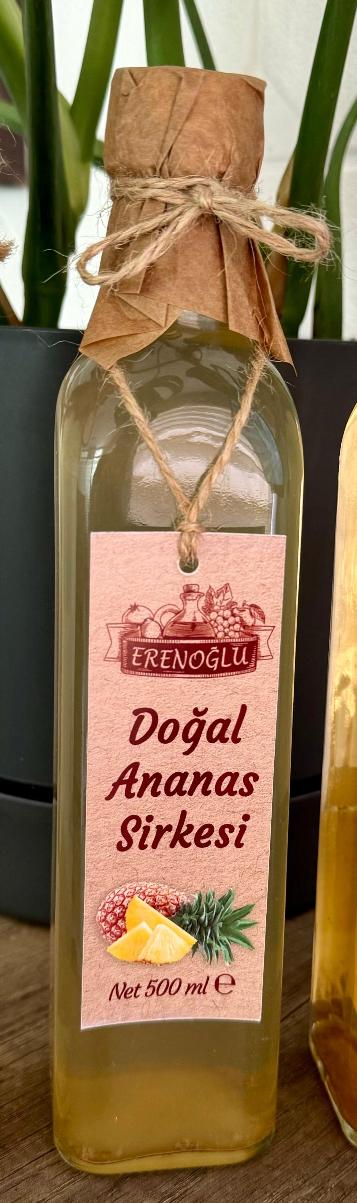 ERENOĞLU
Doğal
Ananas
Sirkesi
Net 500 ml ℮